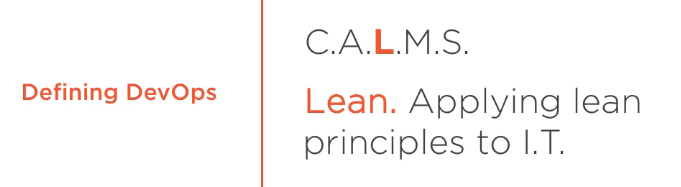 Defining DevOps
C.A.L.M.S.
Lean. Applying lean
principles to I.T.